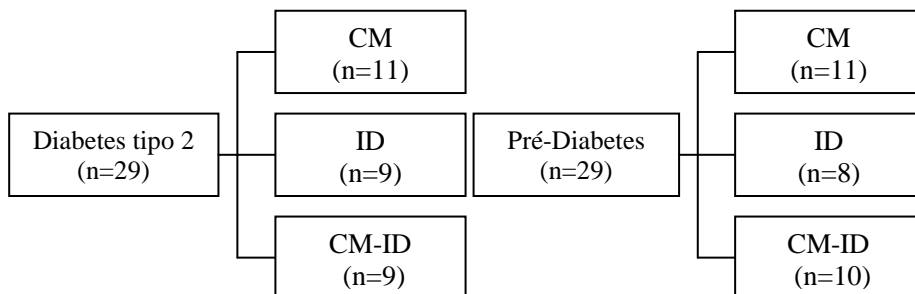 Diabetes tipo 2
(n=29)
CM
(n=11)
ID
(n=9)
CM-ID
(n=9)
Pré-Diabetes
(n=29)
CM
(n=11)
ID
(n=8)
CM-ID
(n=10)